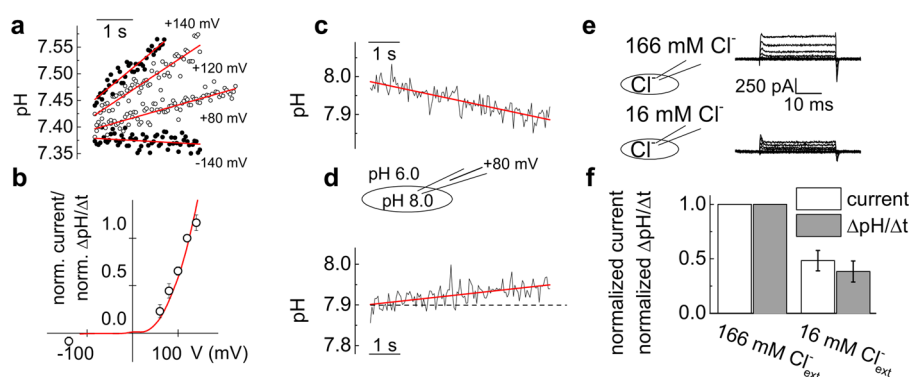 a
1 s
+140 mV
7.55
7.50
7.45
7.40
7.35
pH
+120 mV
+80 mV
-140 mV
b
norm. current/
norm. ΔpH/Δt
1.0
0.5
0.0
-100
100
V (mV)
c
1 s
8.0
7.9
pH
d
pH 6.0
+80 mV
pH 8.0
8.0
7.9
7.8
pH
1 s
e
166 mM Cl⁻
Cl⁻
250 pA
10 ms
16 mM Cl⁻
Cl⁻
f
normalized current
normalized ΔpH/Δt
1.0
0.5
0.0
current
ΔpH/Δt
166 mM Cl⁻ext
16 mM Cl⁻ext